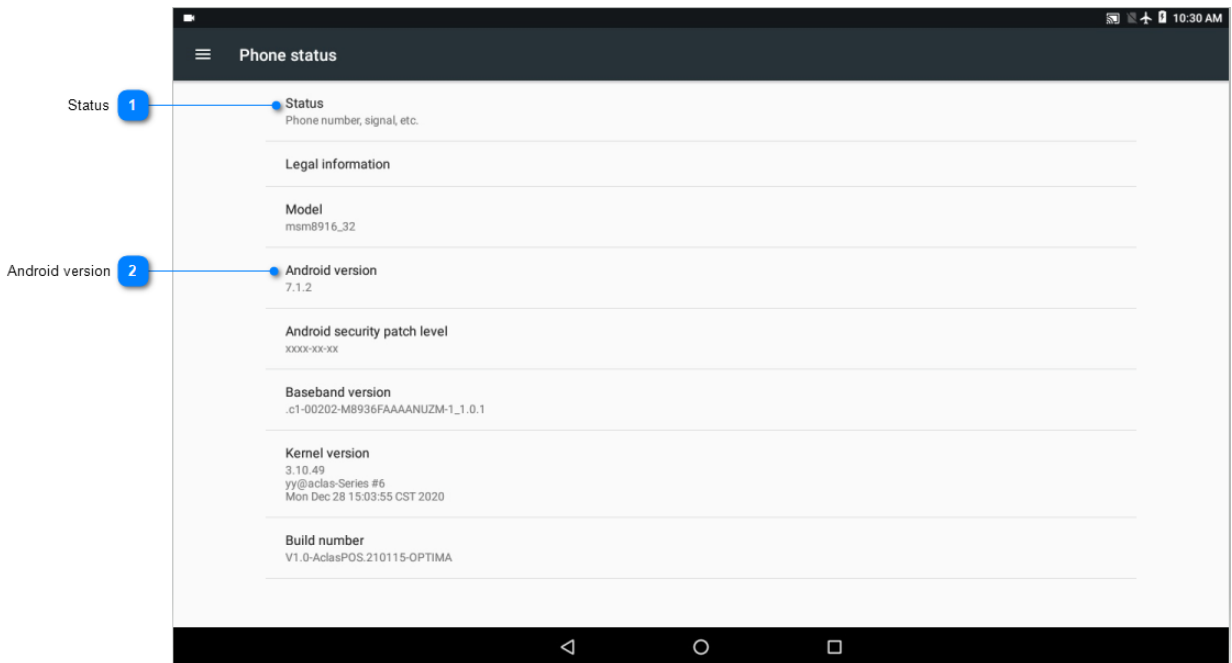 10:30 AM
Phone status
Status 1
Status
Phone number, signal, etc.
Legal information
Model
msm8916_32
Android version 2
Android version
7.1.2
Android security patch level
xxxx-xx-xx
Baseband version
.c1-00202-M8936FAAAANUZM-1_1.0.1
Kernel version
3.10.49
yy@aclas-Series #6
Mon Dec 28 15:03:55 CST 2020
Build number
V1.0-AclasPOS.210115-OPTIMA